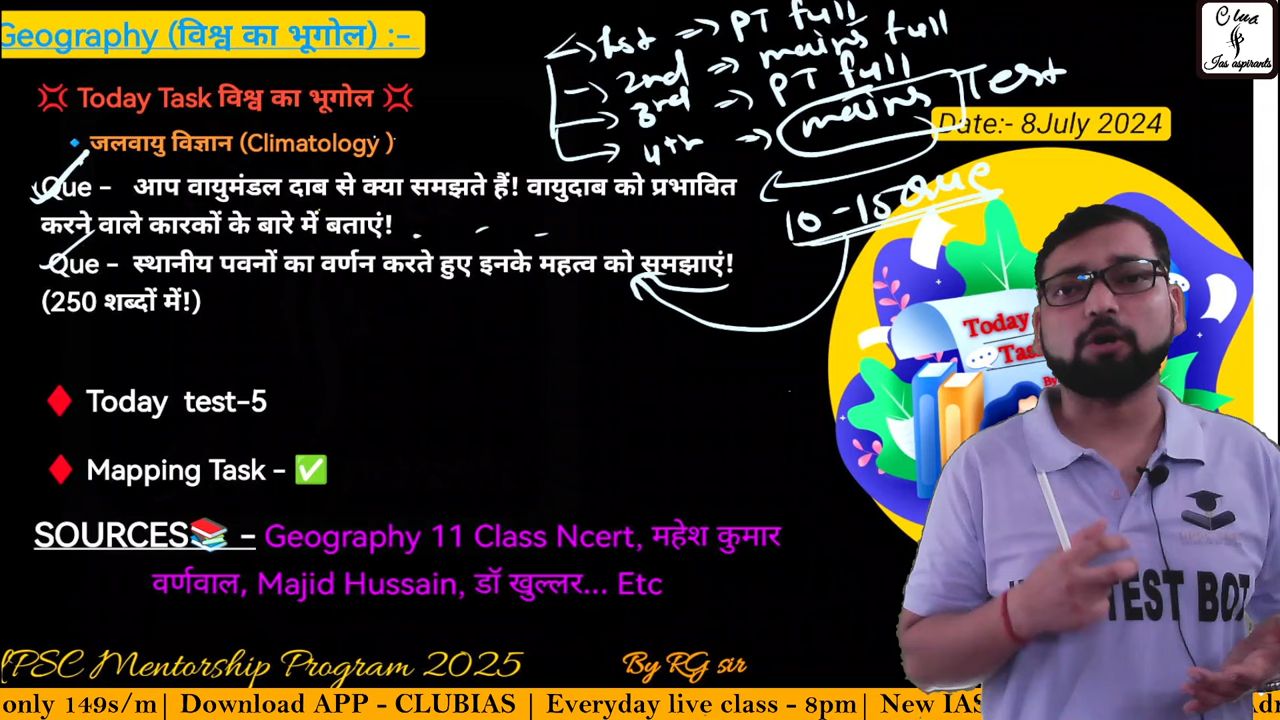 Geography (विश्व का भूगोल) :-
💢 Today Task विश्व का भूगोल 💢
🔹जलवायु विज्ञान (Climatology )
Que - आप वायुमंडल दाब से क्या समझते हैं! वायुदाब को प्रभावित
करने वाले कारकों के बारे में बताएं!
Que - स्थानीय पवनों का वर्णन करते हुए इनके महत्व को समझाएं!
(250 शब्दों में!)
♦️ Today test-5
♦️ Mapping Task - ✅
SOURCES📚 - Geography 11 Class Ncert, महेश कुमार
वर्णवाल, Majid Hussain, डॉ खुल्लर... Etc
PSC Mentorship Program 2025
By RG sir
only 149s/m| Download APP - CLUBIAS | Everyday live class - 8pm| New IAS
=> PT full
2nd => mains full
3rd => PT full
4th => mains Test
Date:- 8July 2024
10-15 Que
Today
TEST BOT
Ias aspirants